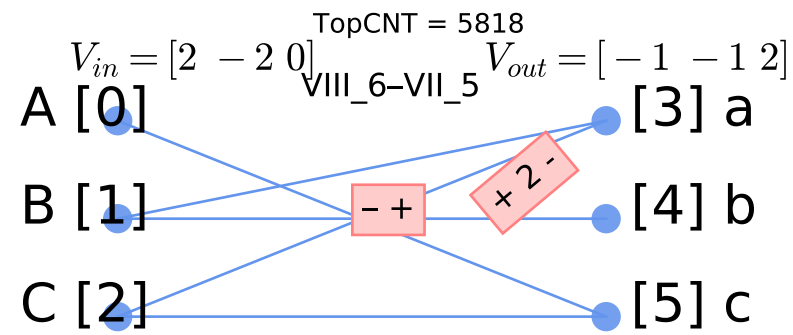 TopCNT = 5818
V_in = [2 −2 0]
V_out = [−1 −1 2]
VIII_6–VII_5
A [0]
[3] a
+ 2 -
B [1]
– +
[4] b
C [2]
[5] c